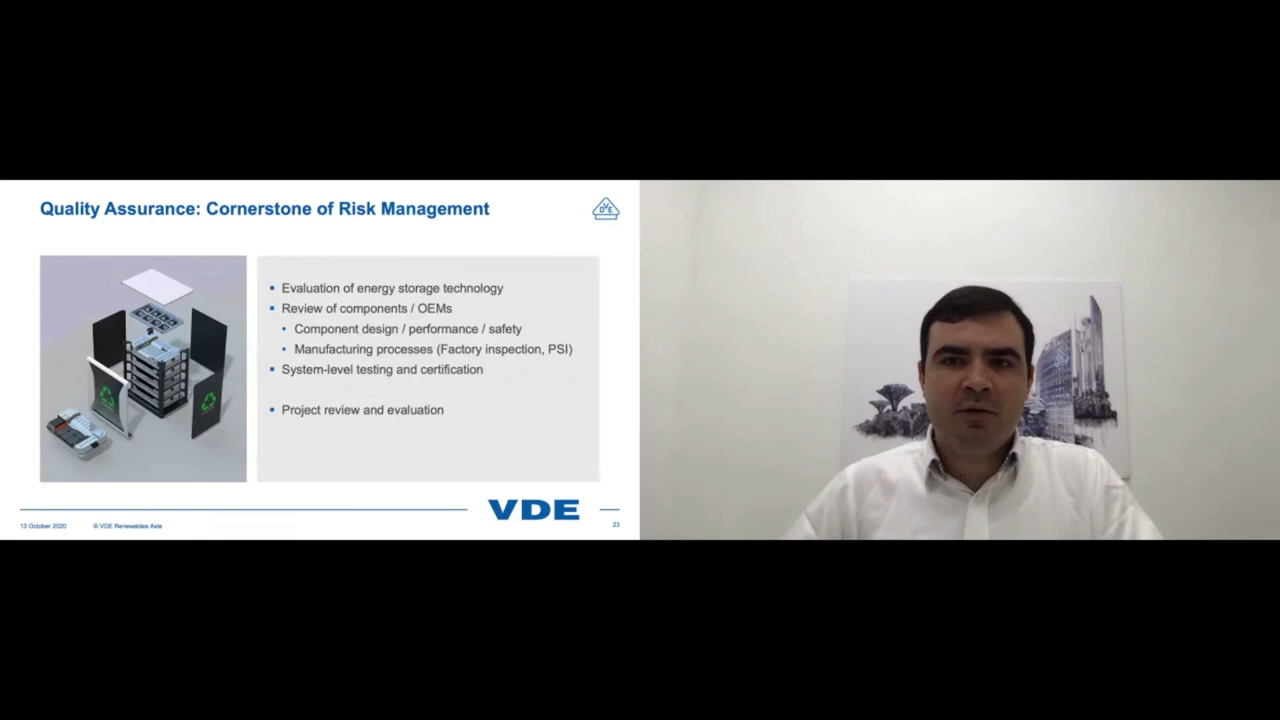 Quality Assurance: Cornerstone of Risk Management
VDE
Evaluation of energy storage technology
Review of components / OEMs
Component design / performance / safety
Manufacturing processes (Factory inspection, PSI)
System-level testing and certification
Project review and evaluation
VDE
13 October 2020
© VDE Renewables Asia
23